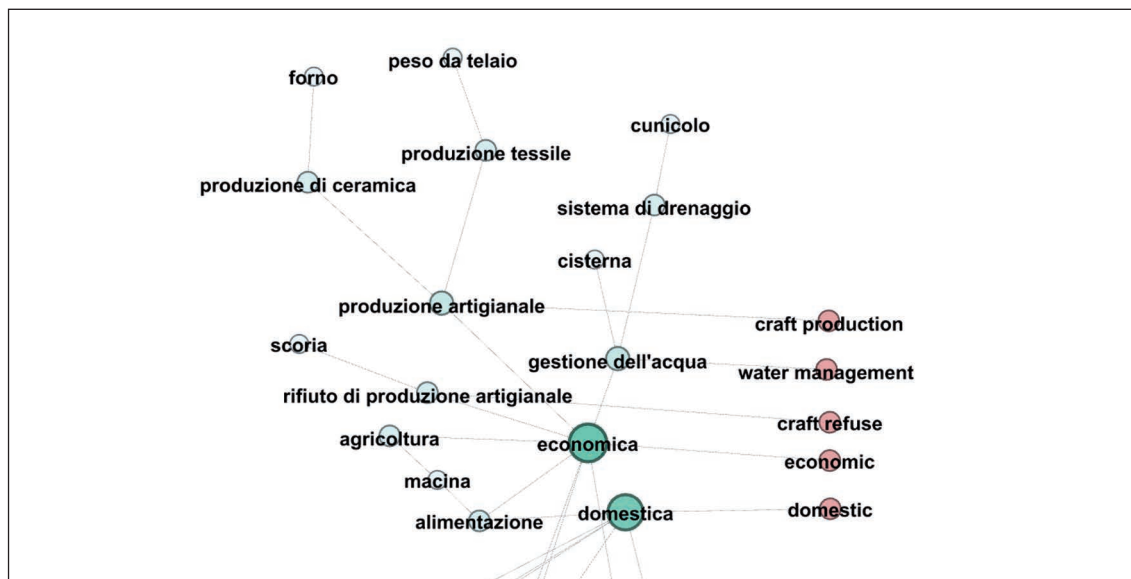 peso da telaio
forno
cunicolo
produzione tessile
produzione di ceramica
sistema di drenaggio
cisterna
produzione artigianale
craft production
scoria
gestione dell'acqua
water management
rifiuto di produzione artigianale
craft refuse
agricoltura
economica
economic
macina
alimentazione
domestica
domestic